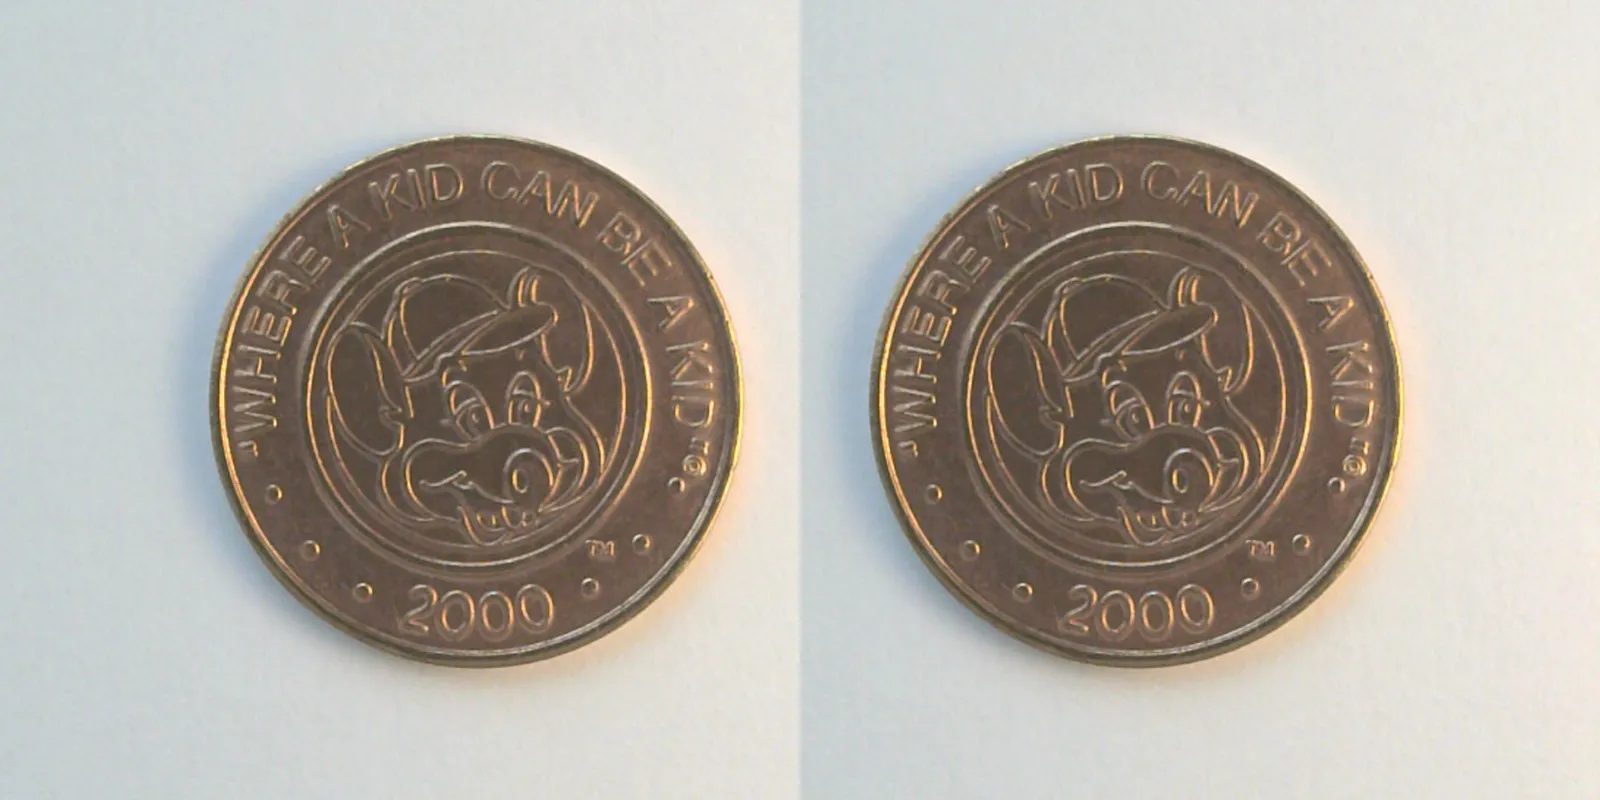 "WHERE A KID CAN BE A KID"©
TM
2000
"WHERE A KID CAN BE A KID"©
TM
2000